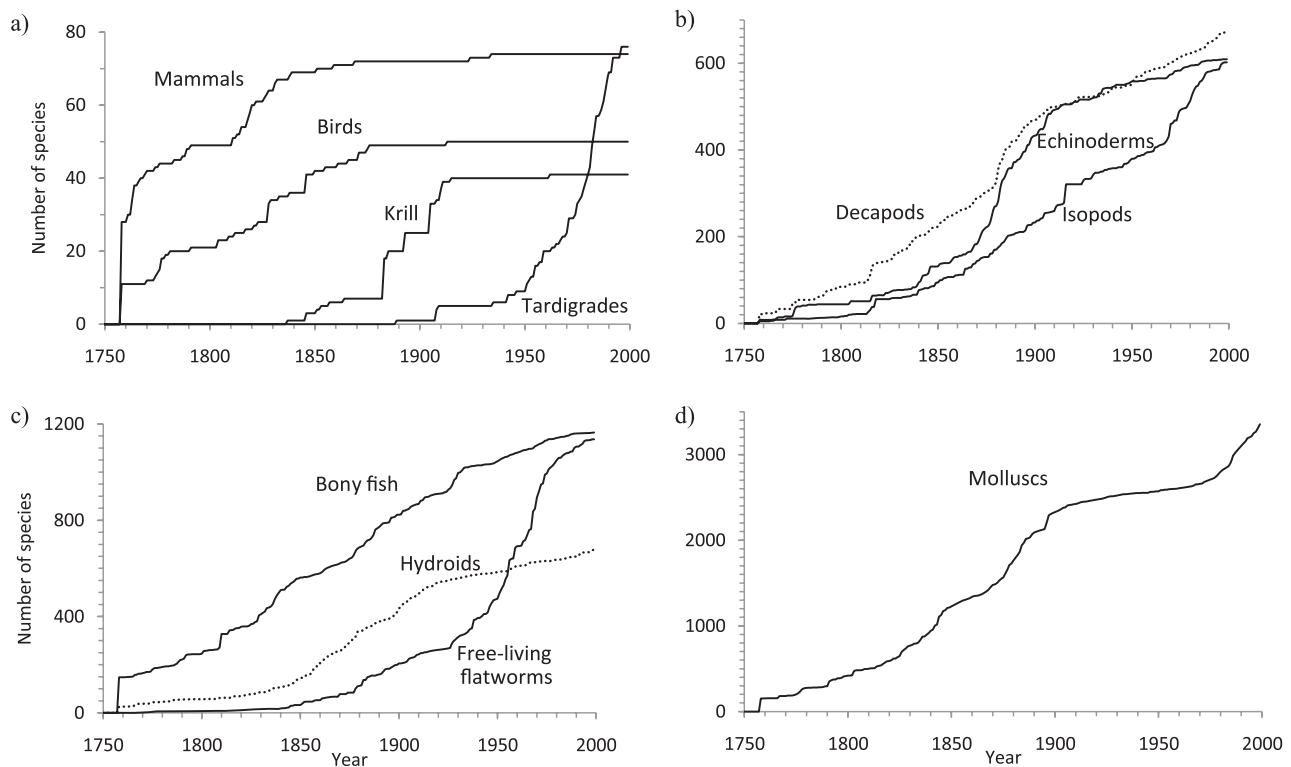 a)
Number of species
80
60
40
20
0
Mammals
Birds
Krill
Tardigrades
1750 1800 1850 1900 1950 2000
b)
600
400
200
0
Echinoderms
Decapods
Isopods
1750 1800 1850 1900 1950 2000
c)
Number of species
1200
800
400
0
Bony fish
Hydroids
Free-living
flatworms
1750 1800 1850 1900 1950 2000
Year
d)
3000
2000
1000
0
Molluscs
1750 1800 1850 1900 1950 2000
Year